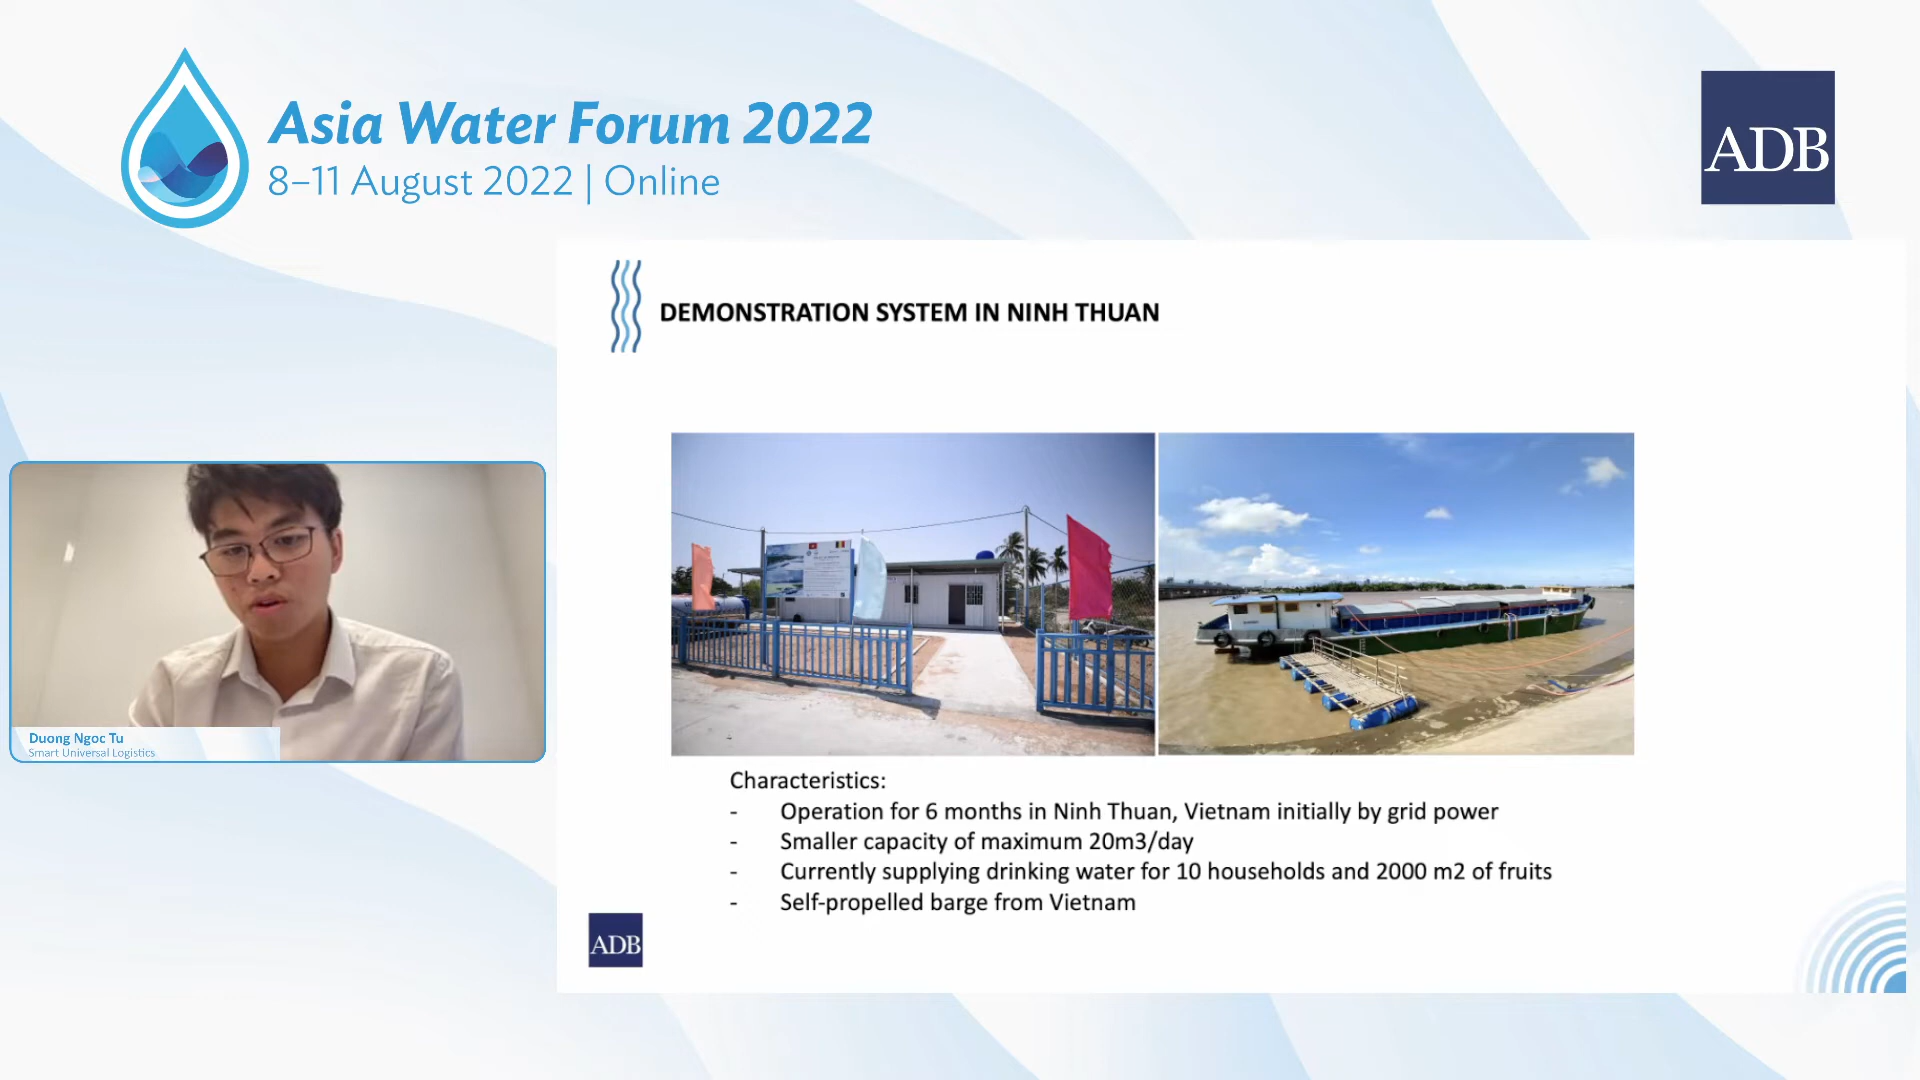 Asia Water Forum 2022
8–11 August 2022 | Online
ADB
DEMONSTRATION SYSTEM IN NINH THUAN
Duong Ngoc Tu
Smart Universal Logistics
Characteristics:
- Operation for 6 months in Ninh Thuan, Vietnam initially by grid power
- Smaller capacity of maximum 20m3/day
- Currently supplying drinking water for 10 households and 2000 m2 of fruits
- Self-propelled barge from Vietnam
ADB